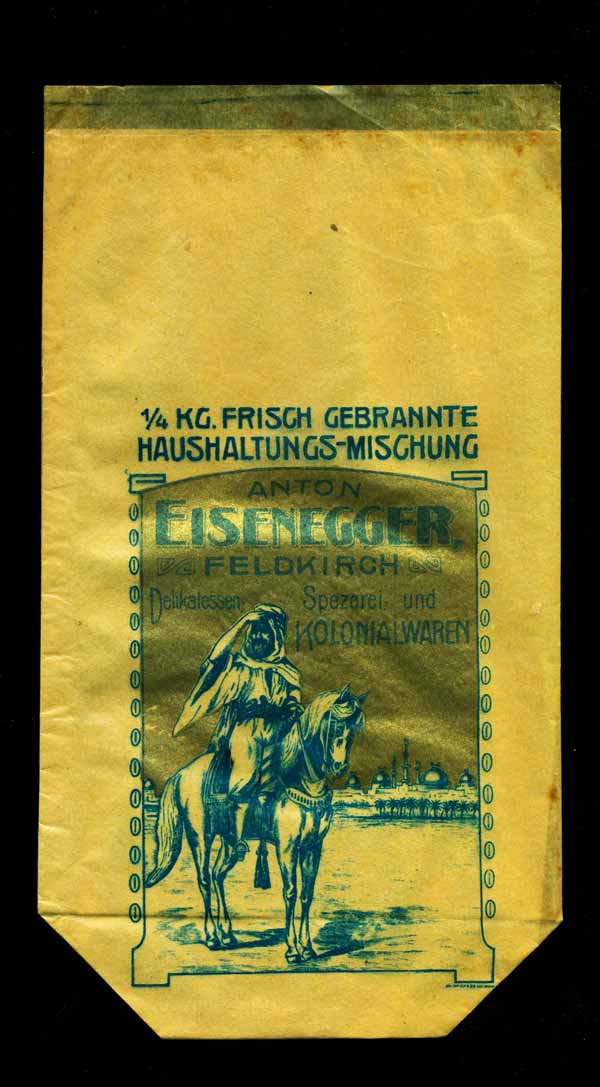 1/4 KG. FRISCH GEBRANNTE
HAUSHALTUNGS-MISCHUNG
ANTON
EISENEGGER,
FELDKIRCH
Delikatessen, Spezerei, und
KOLONIALWAREN